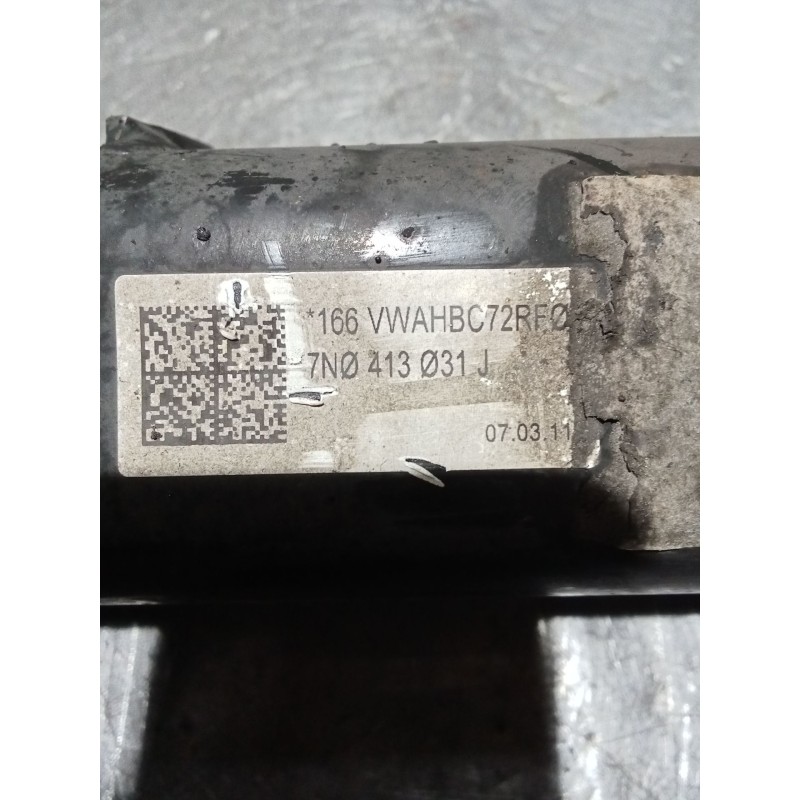 *166 VWAHBC72RFØ
7NØ 413 Ø31 J
07.03.11